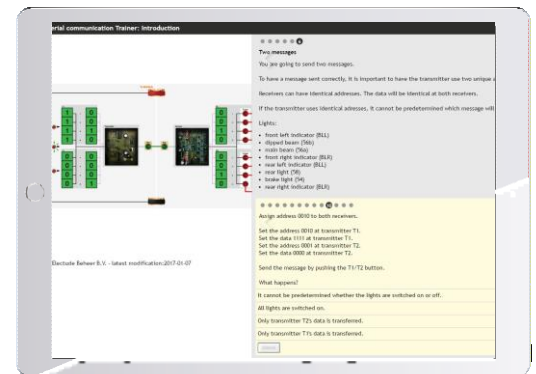 erial communication Trainer: Introduction
Two messages
You are going to send two messages.
To have a message sent correctly, it is important to have the transmitter use two unique a
Receivers can have identical addresses. The data will be identical at both receivers.
If the transmitter uses identical adresses, it cannot be predetermined which message will
Lights:
• front left indicator (BLL)
• dipped beam (56b)
• main beam (56a)
• front right indicator (BLR)
• rear left indicator (BLL)
• rear light (58)
• brake light (54)
• rear right indicator (BLR)
Assign address 0010 to both receivers.
Set the address 0010 at transmitter T1.
Set the data 1111 at transmitter T1.
Set the address 0001 at transmitter T2.
Set the data 0000 at transmitter T2.
Send the message by pushing the T1/T2 button.
What happens?
It cannot be predetermined whether the lights are switched on or off.
All lights are switched on.
Only transmitter T2's data is transferred.
Only transmitter T1's data is transferred.
Electude Beheer B.V. - latest modification:2017-01-07